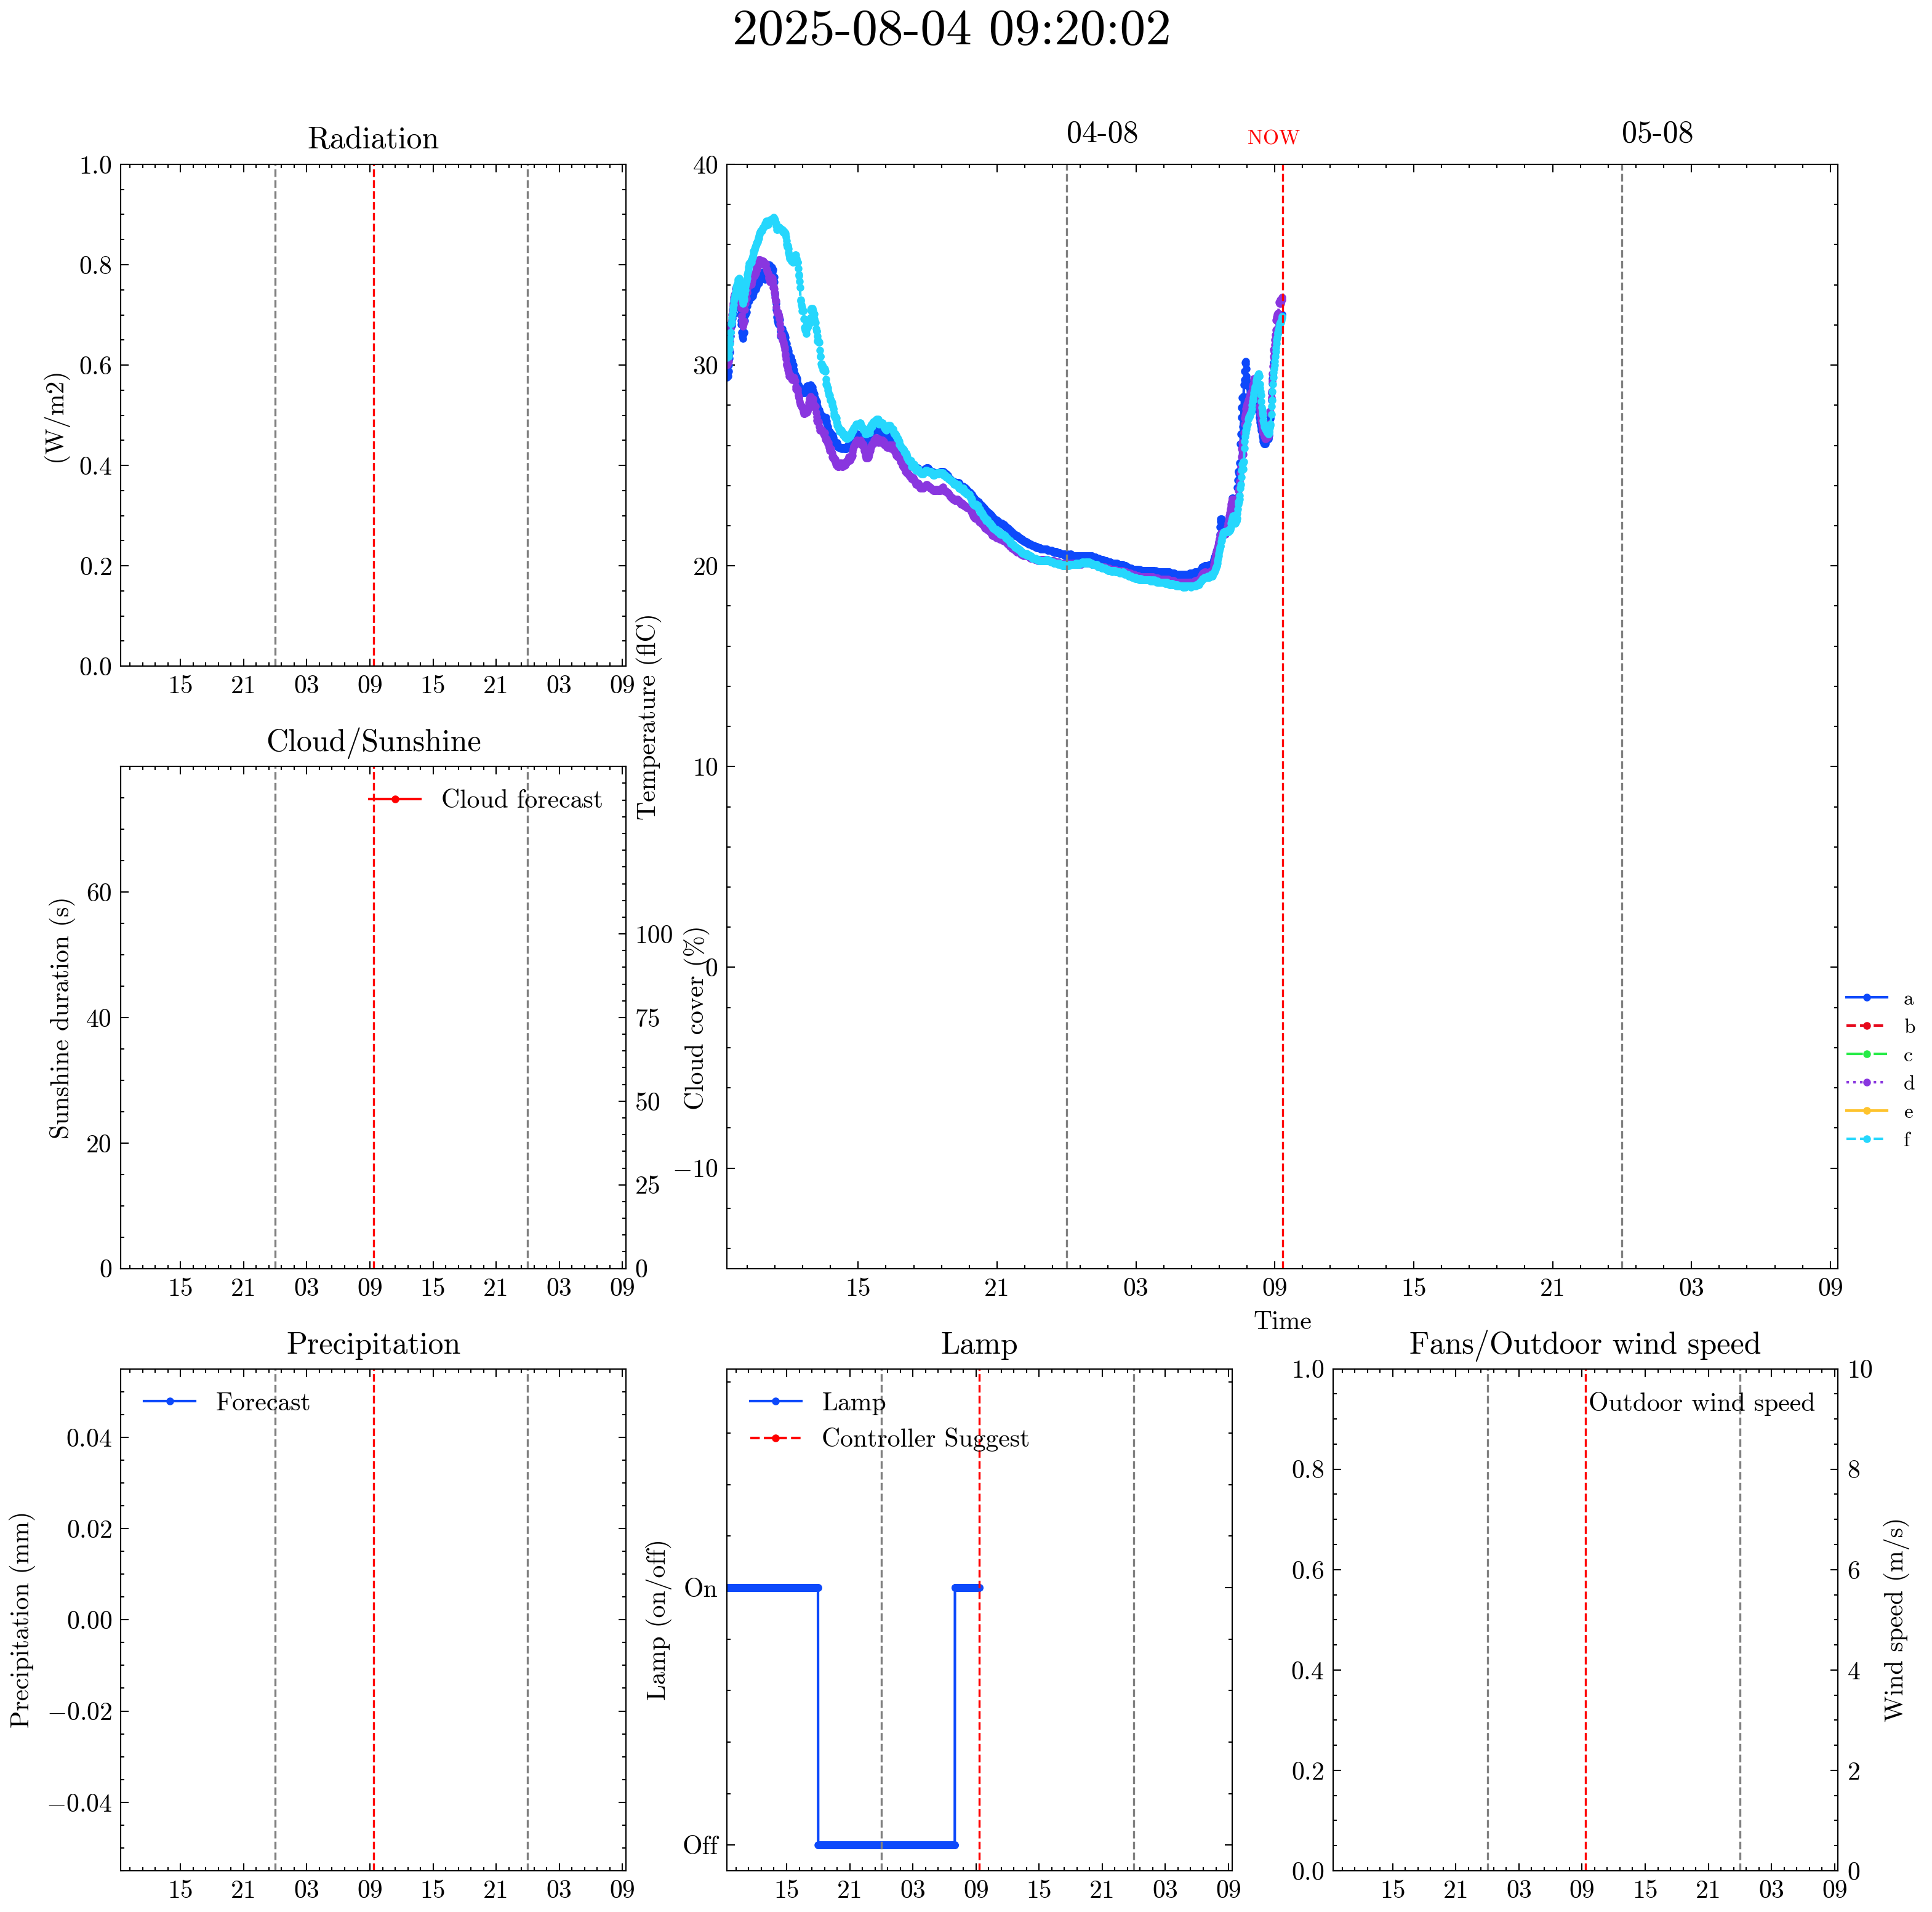 2025-08-04 09:20:02
Radiation
1.0
0.8
0.6
0.4
0.2
0.0
(W/m2)
15 21 03 09 15 21 03 09
04-08
NOW
05-08
40
30
20
10
0
−10
Temperature (flC)
15 21 03 09 15 21 03 09
Time
a
b
c
d
e
f
Cloud/Sunshine
Cloud forecast
60
40
20
0
Sunshine duration (s)
100
75
50
25
0
Cloud cover (%)
15 21 03 09 15 21 03 09
Precipitation
Forecast
0.04
0.02
0.00
−0.02
−0.04
Precipitation (mm)
15 21 03 09 15 21 03 09
Lamp
Lamp
Controller Suggest
On
Off
Lamp (on/off)
15 21 03 09 15 21 03 09
Fans/Outdoor wind speed
Outdoor wind speed
1.0
0.8
0.6
0.4
0.2
0.0
10
8
6
4
2
0
Wind speed (m/s)
15 21 03 09 15 21 03 09